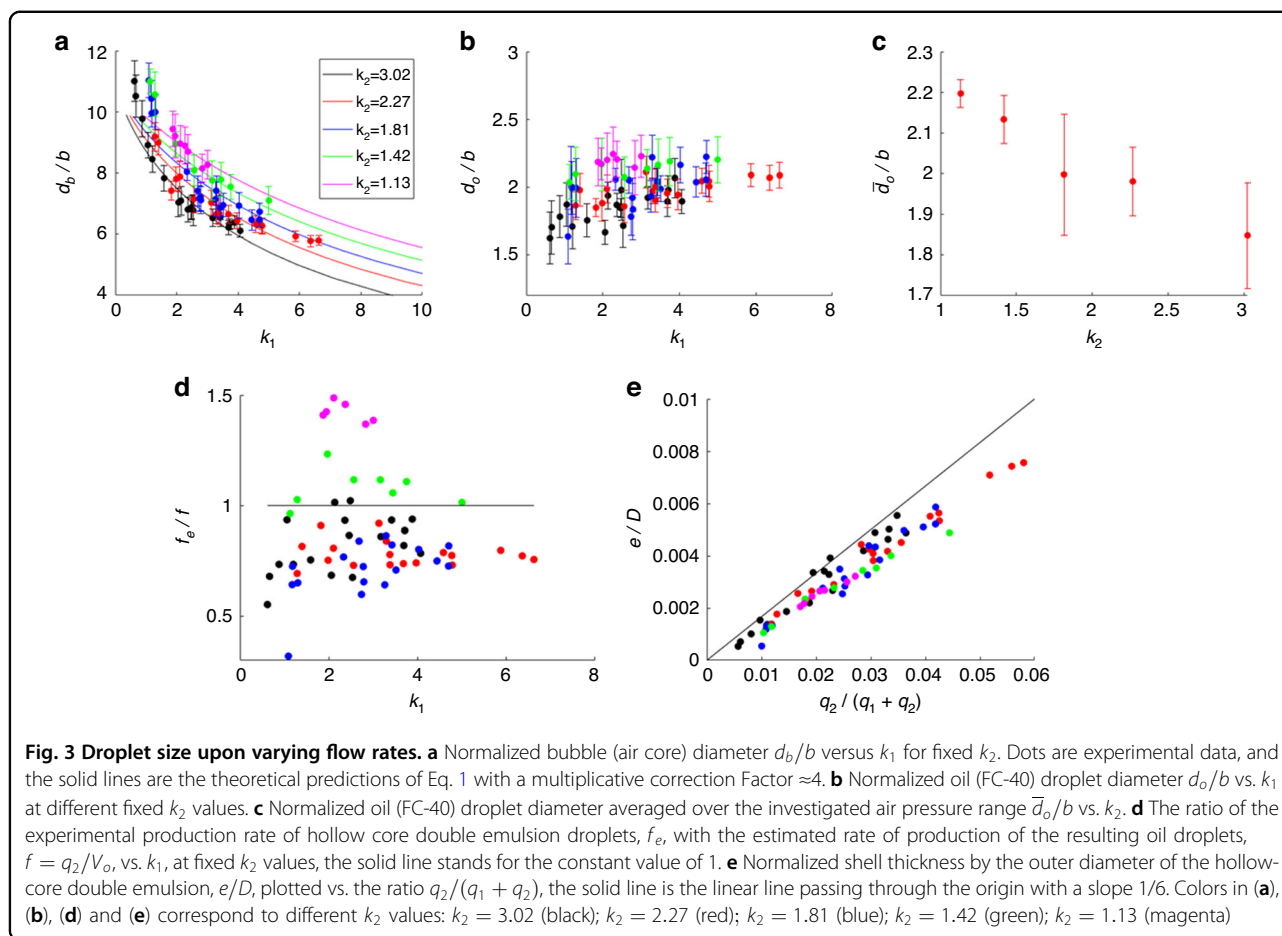 a
12
10
8
6
4
d_b / b
0
2
4
6
8
10
k_1
k_2=3.02
k_2=2.27
k_2=1.81
k_2=1.42
k_2=1.13
b
3
2.5
2
1.5
1
d_o / b
0
2
4
6
8
k_1
c
2.3
2.2
2.1
2
1.9
1.8
1.7
d̅_o / b
1
1.5
2
2.5
3
k_2
d
1.5
1
0.5
f_e / f
0
2
4
6
8
k_1
e
0.01
0.008
0.006
0.004
0.002
0
e / D
0
0.01
0.02
0.03
0.04
0.05
0.06
q_2 / (q_1 + q_2)
Fig. 3 Droplet size upon varying flow rates. a Normalized bubble (air core) diameter d_b/b versus k_1 for fixed k_2. Dots are experimental data, and
the solid lines are the theoretical predictions of Eq. 1 with a multiplicative correction Factor ≈4. b Normalized oil (FC-40) droplet diameter d_o/b vs. k_1
at different fixed k_2 values. c Normalized oil (FC-40) droplet diameter averaged over the investigated air pressure range d̅_o/b vs. k_2. d The ratio of the
experimental production rate of hollow core double emulsion droplets, f_e, with the estimated rate of production of the resulting oil droplets,
f = q_2/V_o, vs. k_1, at fixed k_2 values, the solid line stands for the constant value of 1. e Normalized shell thickness by the outer diameter of the hollow-
core double emulsion, e/D, plotted vs. the ratio q_2/(q_1 + q_2), the solid line is the linear line passing through the origin with a slope 1/6. Colors in (a),
(b), (d) and (e) correspond to different k_2 values: k_2 = 3.02 (black); k_2 = 2.27 (red); k_2 = 1.81 (blue); k_2 = 1.42 (green); k_2 = 1.13 (magenta)